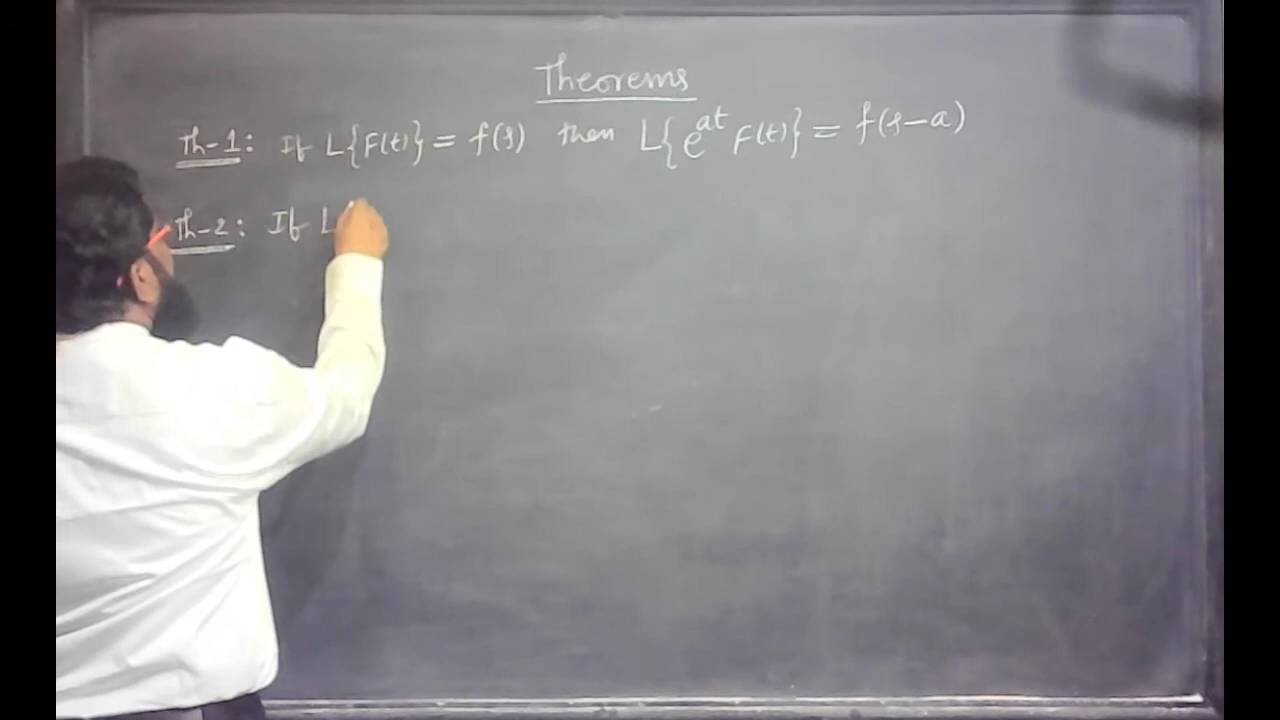 Theorems
Th-1: If L{F(t)} = f(s) then L{e^{at} F(t)} = f(s-a)
Th-2: If L